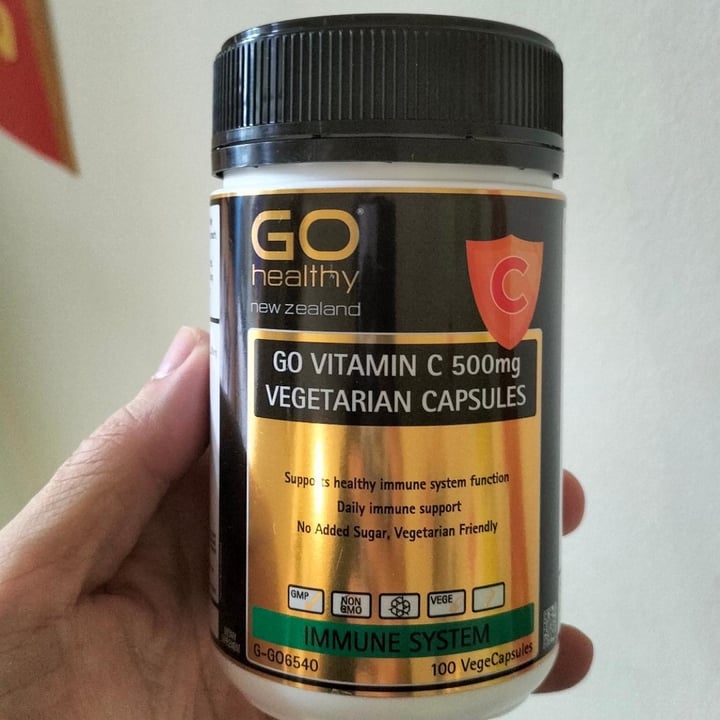 GO
healthy
new zealand
C
GO VITAMIN C 500mg
VEGETARIAN CAPSULES
Supports healthy immune system function
Daily immune support
No Added Sugar, Vegetarian Friendly
GMP
NON
GMO
VEGE
IMMUNE SYSTEM
G-GO6540
100 VegeCapsules